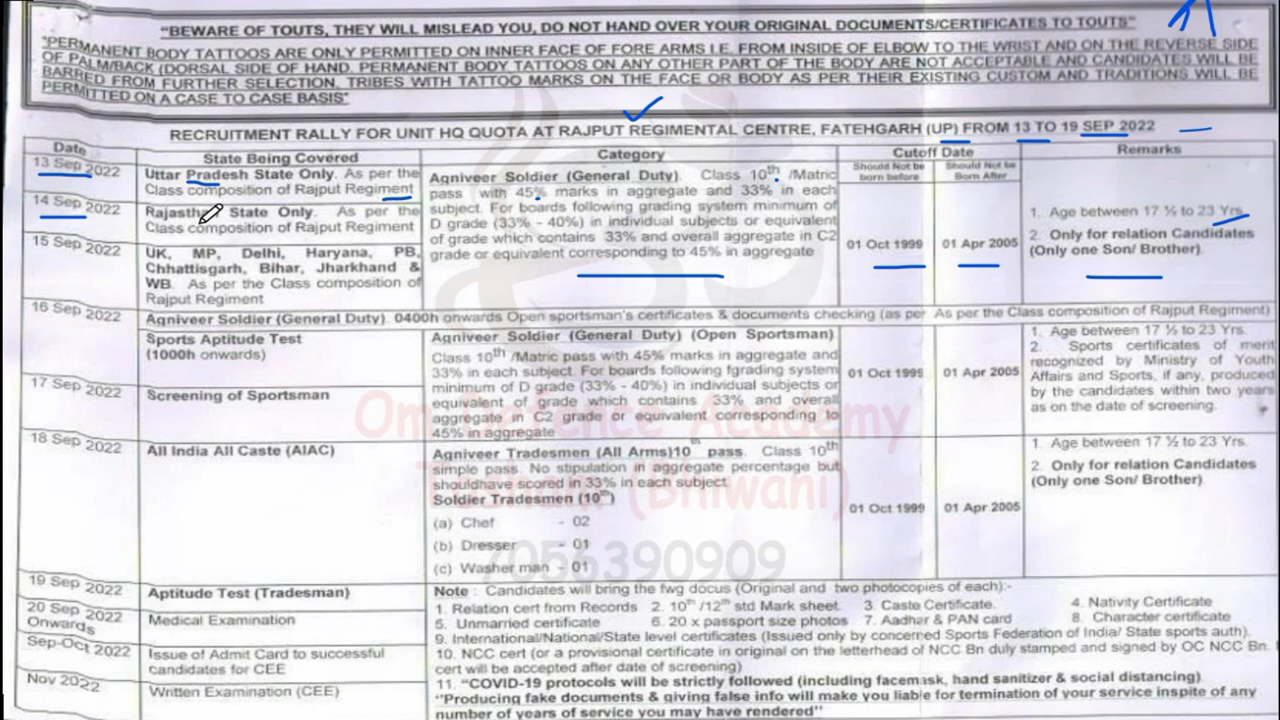 "BEWARE OF TOUTS, THEY WILL MISLEAD YOU, DO NOT HAND OVER YOUR ORIGINAL DOCUMENTS/CERTIFICATES TO TOUTS"
"PERMANENT BODY TATTOOS ARE ONLY PERMITTED ON INNER FACE OF FORE ARMS I.E. FROM INSIDE OF ELBOW TO THE WRIST AND ON THE REVERSE SIDE
OF PALM/BACK (DORSAL SIDE OF HAND. PERMANENT BODY TATTOOS ON ANY OTHER PART OF THE BODY ARE NOT ACCEPTABLE AND CANDIDATES WILL BE
BARRED FROM FURTHER SELECTION. TRIBES WITH TATTOO MARKS ON THE FACE OR BODY AS PER THEIR EXISTING CUSTOM AND TRADITIONS WILL BE
PERMITTED ON A CASE TO CASE BASIS"
RECRUITMENT RALLY FOR UNIT HQ QUOTA AT RAJPUT REGIMENTAL CENTRE, FATEHGARH (UP) FROM 13 TO 19 SEP 2022
Date
State Being Covered
Category
Cutoff Date
Remarks
Should Not be
born before
Should Not be
Born After
13 Sep 2022
Uttar Pradesh State Only. As per the
Class composition of Rajput Regiment
14 Sep 2022
Rajasthan State Only. As per the
Class composition of Rajput Regiment
15 Sep 2022
UK, MP, Delhi, Haryana, PB,
Chhattisgarh, Bihar, Jharkhand &
WB. As per the Class composition of
Rajput Regiment
Agniveer Soldier (General Duty). Class 10th /Matric
pass with 45% marks in aggregate and 33% in each
subject. For boards following grading system minimum of
D grade (33% - 40%) in individual subjects or equivalent
of grade which contains 33% and overall aggregate in C2
grade or equivalent corresponding to 45% in aggregate
01 Oct 1999
01 Apr 2005
1. Age between 17 ½ to 23 Yrs
2. Only for relation Candidates
(Only one Son/ Brother).
16 Sep 2022
Agniveer Soldier (General Duty) 0400h onwards Open sportsman's certificates & documents checking (as per As per the Class composition of Rajput Regiment)
Sports Aptitude Test
(1000h onwards)
17 Sep 2022
Screening of Sportsman
Agniveer Soldier (General Duty) (Open Sportsman)
Class 10th /Matric pass with 45% marks in aggregate and
33% in each subject. For boards following fgrading system
minimum of D grade (33% - 40%) in individual subjects or
equivalent of grade which contains 33% and overall
aggregate in C2 grade or equivalent corresponding to
45% in aggregate
01 Oct 1999
01 Apr 2005
1. Age between 17 ½ to 23 Yrs.
2. Sports certificates of merit
recognized by Ministry of Youth
Affairs and Sports, if any, produced
by the candidates within two years
as on the date of screening.
18 Sep 2022
All India All Caste (AIAC)
Agniveer Tradesmen (All Arms)10th pass. Class 10th
simple pass. No stipulation in aggregate percentage but
shouldhave scored in 33% in each subject.
Soldier Tradesmen (10th)
(a) Chef - 02
(b) Dresser - 01
(c) Washer man - 01
01 Oct 1999
01 Apr 2005
1. Age between 17 ½ to 23 Yrs.
2. Only for relation Candidates
(Only one Son/ Brother).
19 Sep 2022
Aptitude Test (Tradesman)
20 Sep 2022
Onwards
Medical Examination
Sep-Oct 2022
Issue of Admit Card to successful
candidates for CEE
Nov 2022
Written Examination (CEE)
Note : Candidates will bring the fwg docus (Original and two photocopies of each):-
1. Relation cert from Records 2. 10th /12th std Mark sheet. 3. Caste Certificate. 4. Nativity Certificate
5. Unmarried certificate 6. 20 x passport size photos 7. Aadhar & PAN card 8. Character certificate
9. International/National/State level certificates (Issued only by concerned Sports Federation of India/ State sports auth).
10. NCC cert (or a provisional certificate in original on the letterhead of NCC Bn duly stamped and signed by OC NCC Bn.
cert will be accepted after date of screening)
11. "COVID-19 protocols will be strictly followed (including facemask, hand sanitizer & social distancing)
"Producing fake documents & giving false info will make you liable for termination of your service inspite of any
number of years of service you may have rendered"
7056390909